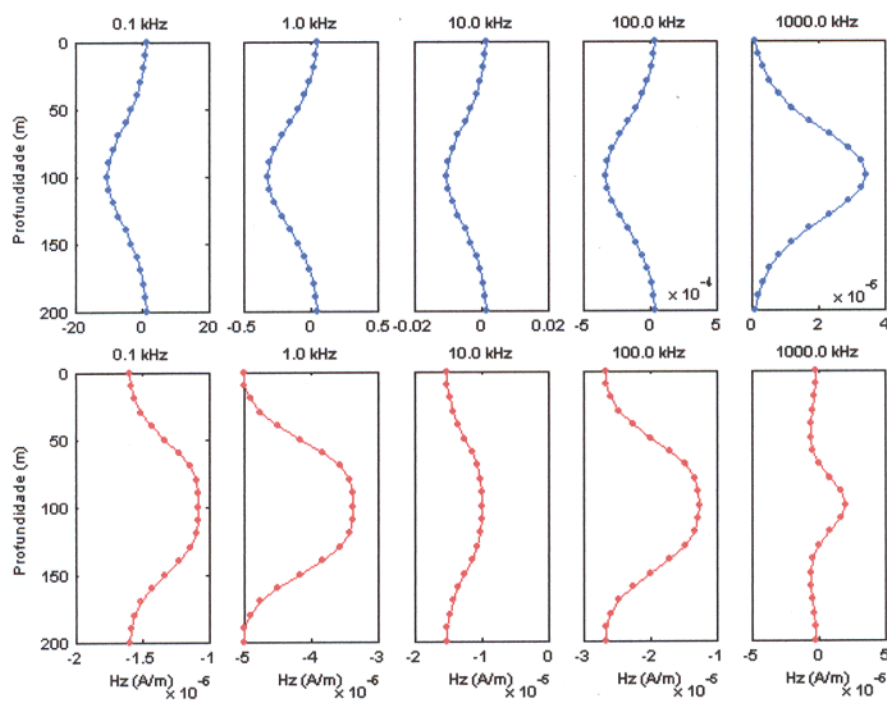 0.1 kHz 1.0 kHz 10.0 kHz 100.0 kHz 1000.0 kHz
Profundidade (m)
0
50
100
150
200
× 10⁻⁴ × 10⁻⁶
-20 0 20 -0.5 0 0.5 -0.02 0 0.02 -5 0 5 0 2 4
0.1 kHz 1.0 kHz 10.0 kHz 100.0 kHz 1000.0 kHz
Profundidade (m)
0
50
100
150
200
-2 -1.5 -1 -5 -4 -3 -2 -1 0 -3 -2 -1 -5 0 5
Hz (A/m) Hz (A/m) Hz (A/m) Hz (A/m) Hz (A/m)
× 10⁻⁶ × 10⁻⁶ × 10⁻⁶ × 10⁻⁶ × 10⁻⁶